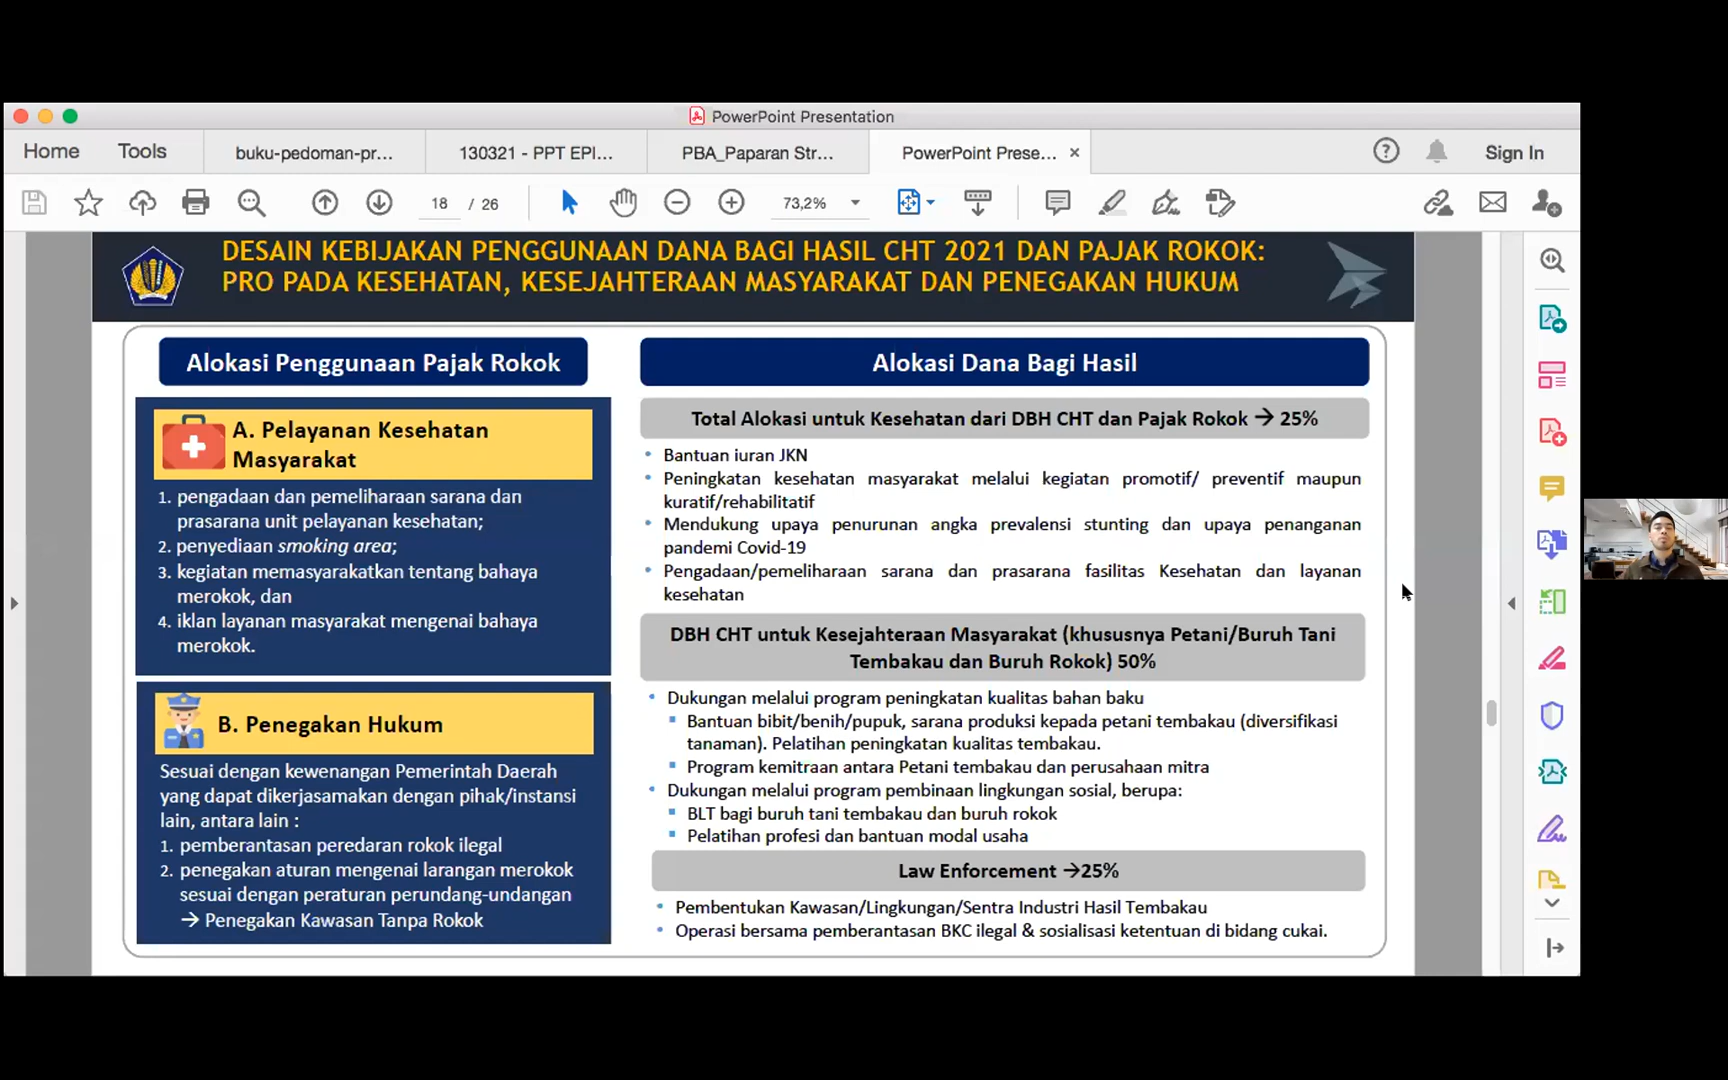 PowerPoint Presentation
Home
Tools
buku-pedoman-pr...
130321 - PPT EPI...
PBA_Paparan Str...
PowerPoint Prese...
Sign In
18 / 26
73,2%
DESAIN KEBIJAKAN PENGGUNAAN DANA BAGI HASIL CHT 2021 DAN PAJAK ROKOK:
PRO PADA KESEHATAN, KESEJAHTERAAN MASYARAKAT DAN PENEGAKAN HUKUM
Alokasi Penggunaan Pajak Rokok
A. Pelayanan Kesehatan
Masyarakat
1. pengadaan dan pemeliharaan sarana dan
prasarana unit pelayanan kesehatan;
2. penyediaan smoking area;
3. kegiatan memasyarakatkan tentang bahaya
merokok, dan
4. iklan layanan masyarakat mengenai bahaya
merokok.
B. Penegakan Hukum
Sesuai dengan kewenangan Pemerintah Daerah
yang dapat dikerjasamakan dengan pihak/instansi
lain, antara lain :
1. pemberantasan peredaran rokok ilegal
2. penegakan aturan mengenai larangan merokok
sesuai dengan peraturan perundang-undangan
→ Penegakan Kawasan Tanpa Rokok
Alokasi Dana Bagi Hasil
Total Alokasi untuk Kesehatan dari DBH CHT dan Pajak Rokok → 25%
• Bantuan iuran JKN
• Peningkatan kesehatan masyarakat melalui kegiatan promotif/ preventif maupun
kuratif/rehabilitatif
• Mendukung upaya penurunan angka prevalensi stunting dan upaya penanganan
pandemi Covid-19
• Pengadaan/pemeliharaan sarana dan prasarana fasilitas Kesehatan dan layanan
kesehatan
DBH CHT untuk Kesejahteraan Masyarakat (khususnya Petani/Buruh Tani
Tembakau dan Buruh Rokok) 50%
• Dukungan melalui program peningkatan kualitas bahan baku
▪ Bantuan bibit/benih/pupuk, sarana produksi kepada petani tembakau (diversifikasi
tanaman). Pelatihan peningkatan kualitas tembakau.
▪ Program kemitraan antara Petani tembakau dan perusahaan mitra
• Dukungan melalui program pembinaan lingkungan sosial, berupa:
▪ BLT bagi buruh tani tembakau dan buruh rokok
▪ Pelatihan profesi dan bantuan modal usaha
Law Enforcement →25%
• Pembentukan Kawasan/Lingkungan/Sentra Industri Hasil Tembakau
• Operasi bersama pemberantasan BKC ilegal & sosialisasi ketentuan di bidang cukai.